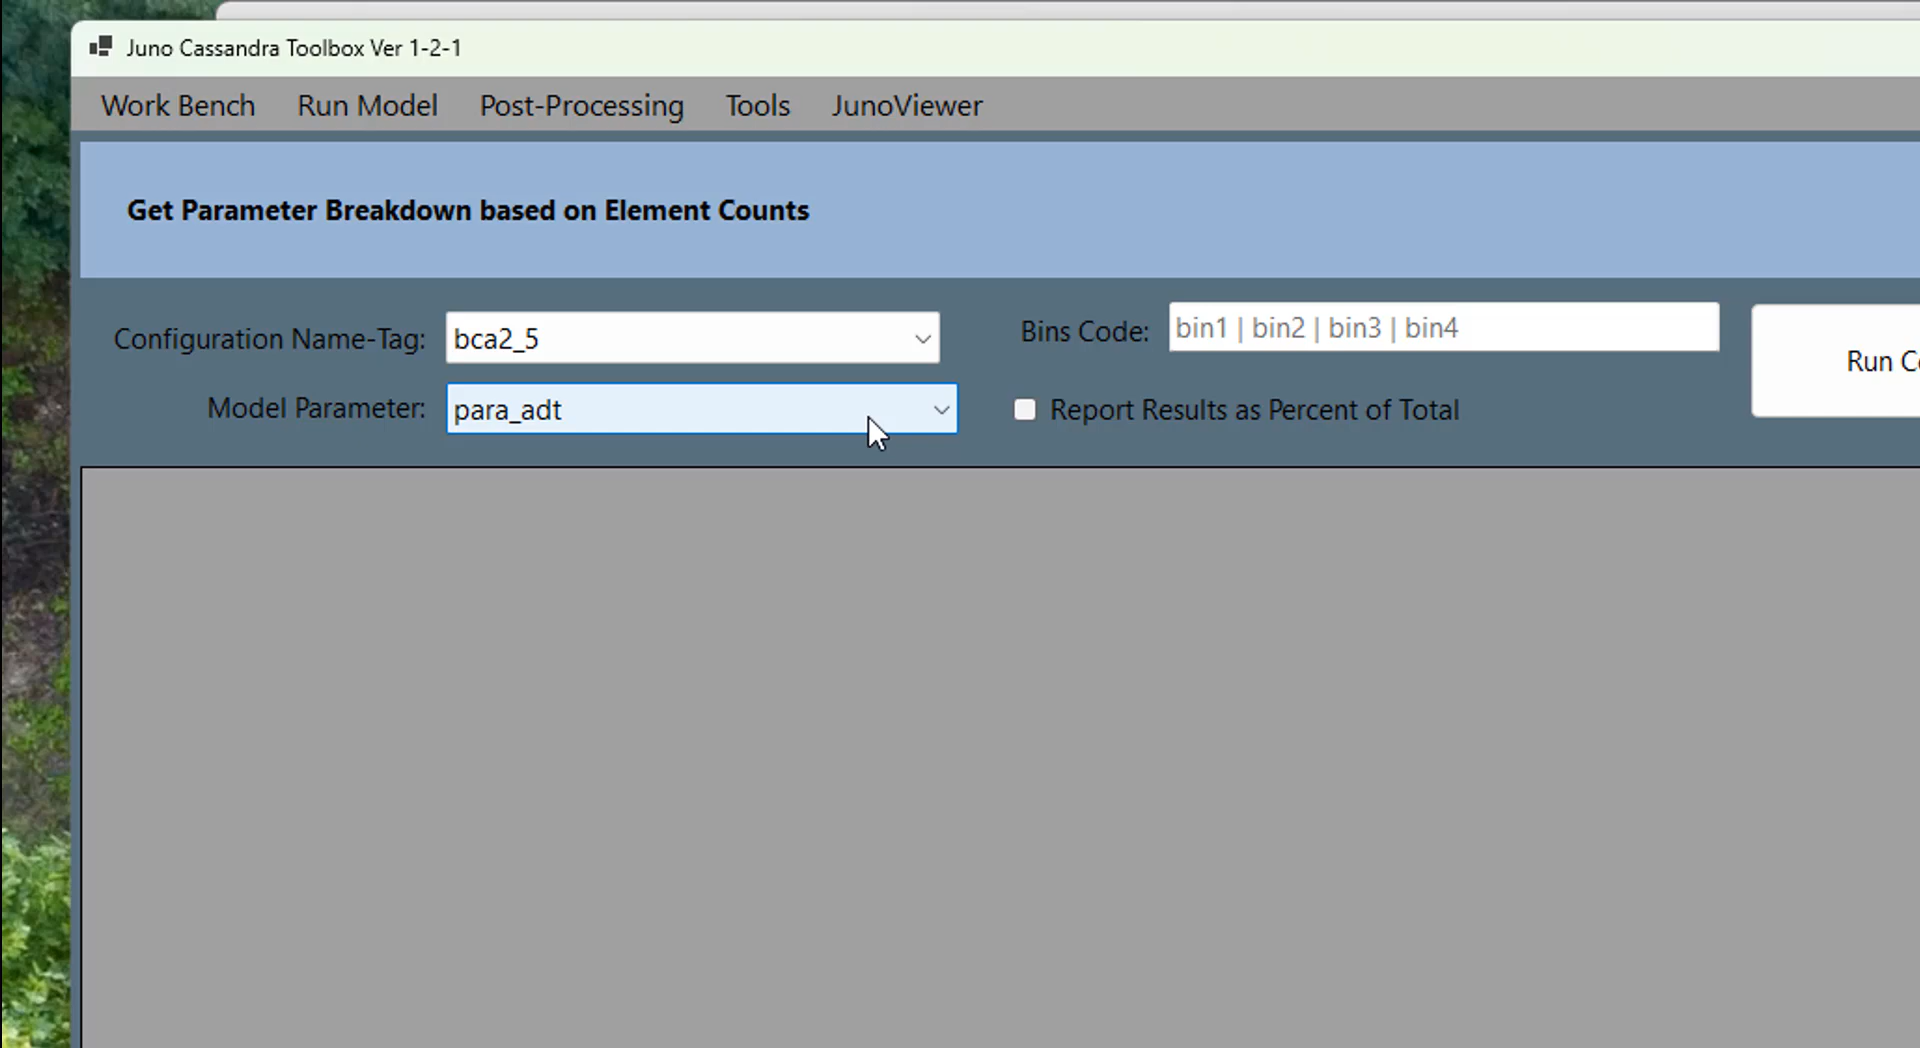 Juno Cassandra Toolbox Ver 1-2-1
Work Bench Run Model Post-Processing Tools JunoViewer
Get Parameter Breakdown based on Element Counts
Configuration Name-Tag: bca2_5 Bins Code: bin1 | bin2 | bin3 | bin4
Run C
Model Parameter: para_adt Report Results as Percent of Total